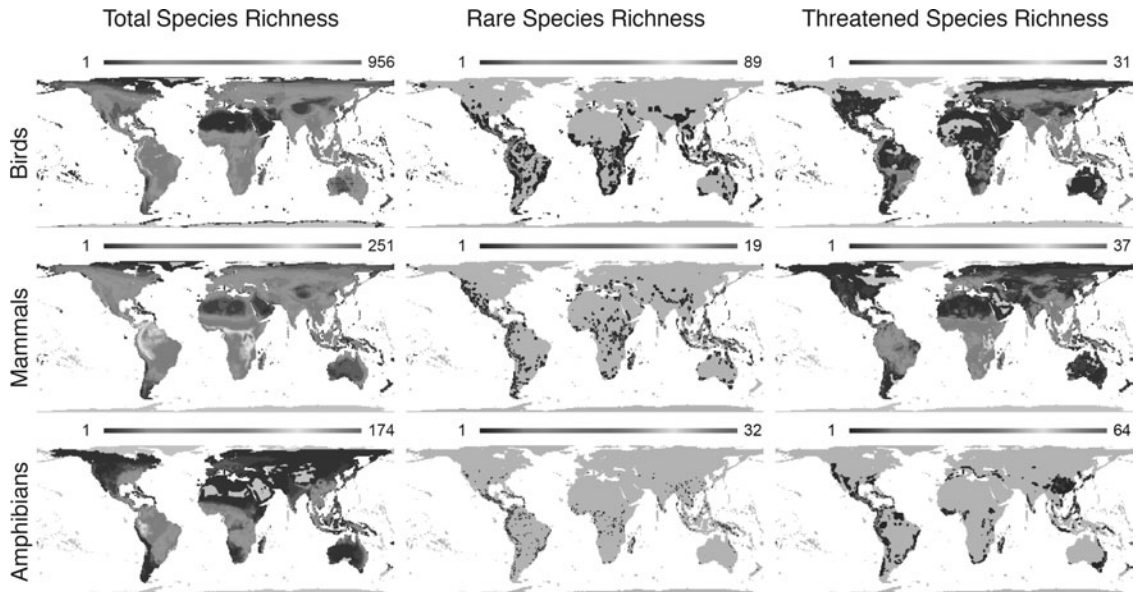 Total Species Richness
Rare Species Richness
Threatened Species Richness
1 956
1 89
1 31
Birds
1 251
1 19
1 37
Mammals
1 174
1 32
1 64
Amphibians